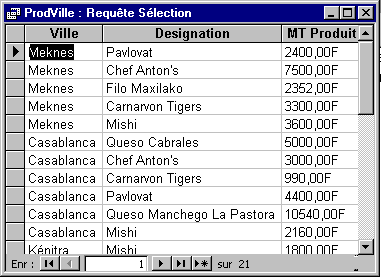 ProdVille : Requête Sélection
Ville Designation MT Produit
Meknes Pavlovat 2400,00F
Meknes Chef Anton's 7500,00F
Meknes Filo Maxilako 2352,00F
Meknes Carnarvon Tigers 3300,00F
Meknes Mishi 3600,00F
Casablanca Queso Cabrales 5000,00F
Casablanca Chef Anton's 3000,00F
Casablanca Carnarvon Tigers 990,00F
Casablanca Pavlovat 4400,00F
Casablanca Queso Manchego La Pastora 10540,00F
Casablanca Mishi 2160,00F
Kénitra Mishi 1800,00F
Enr : 1 sur 21